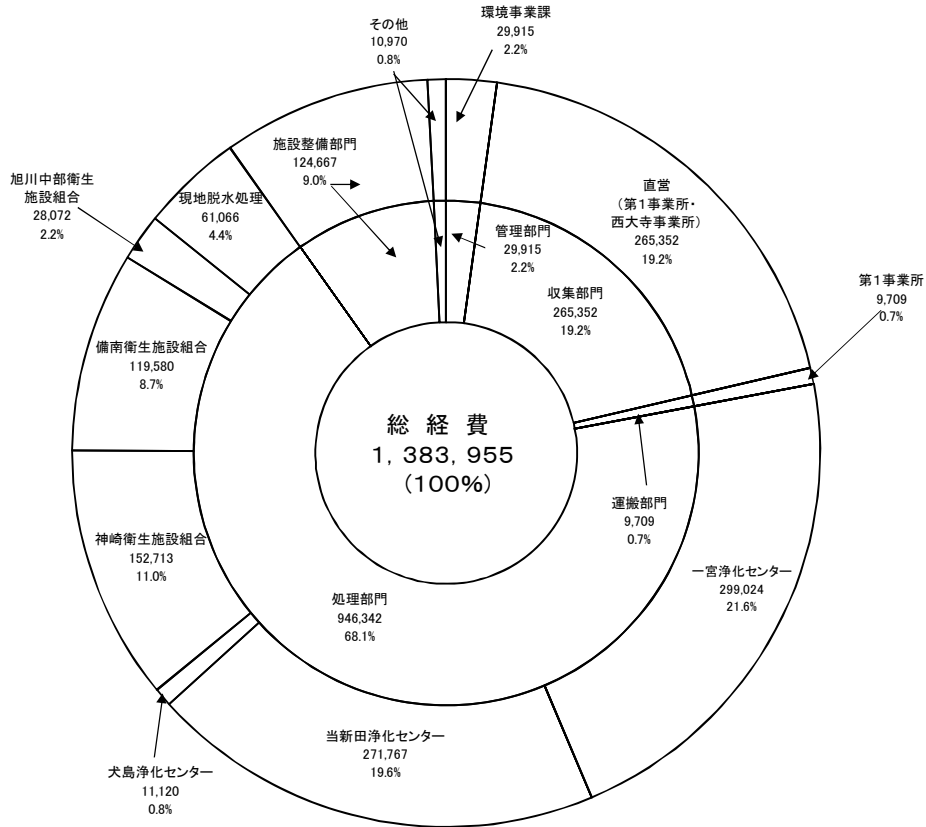 その他
10,970
0.8%
環境事業課
29,915
2.2%
施設整備部門
124,667
9.0%
直営
(第1事業所・
西大寺事業所)
265,352
19.2%
旭川中部衛生
施設組合
28,072
2.2%
現地脱水処理
61,066
4.4%
管理部門
29,915
2.2%
収集部門
265,352
19.2%
第1事業所
9,709
0.7%
備南衛生施設組合
119,580
8.7%
総 経 費
1, 383, 955
(100%)
運搬部門
9,709
0.7%
神崎衛生施設組合
152,713
11.0%
一宮浄化センター
299,024
21.6%
処理部門
946,342
68.1%
当新田浄化センター
271,767
19.6%
犬島浄化センター
11,120
0.8%